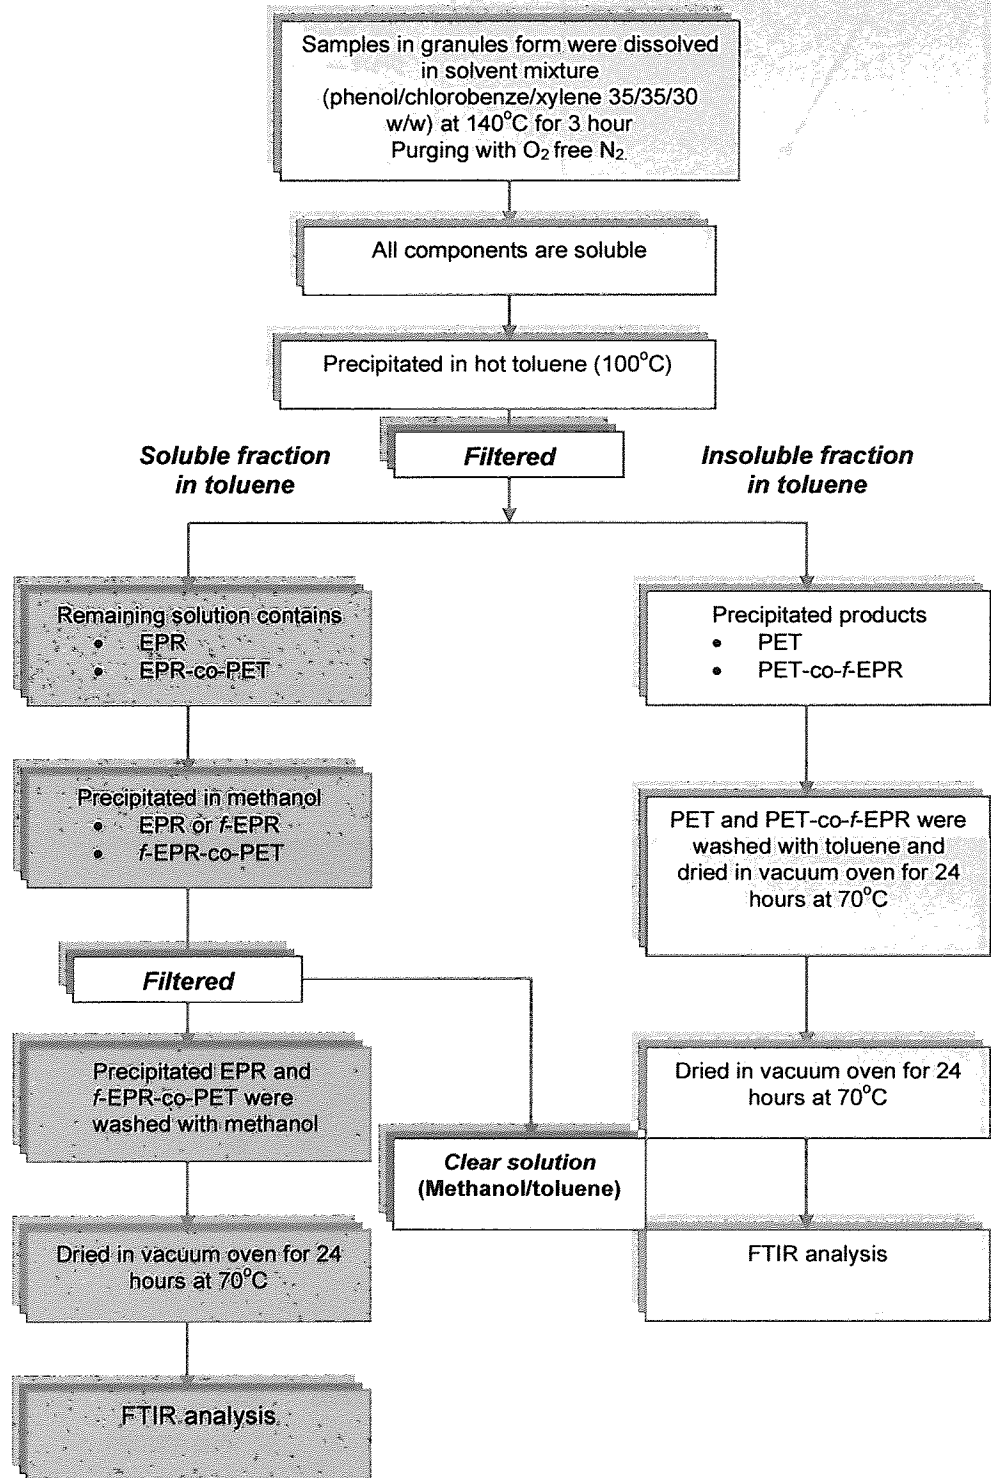 Samples in granules form were dissolved
in solvent mixture
(phenol/chlorobenze/xylene 35/35/30
w/w) at 140°C for 3 hour
Purging with O₂ free N₂.
All components are soluble
Precipitated in hot toluene (100°C)
Filtered
Soluble fraction
in toluene
Insoluble fraction
in toluene
Remaining solution contains
• EPR
• EPR-co-PET
Precipitated products
• PET
• PET-co-f-EPR
Precipitated in methanol
• EPR or f-EPR
• f-EPR-co-PET
PET and PET-co-f-EPR were
washed with toluene and
dried in vacuum oven for 24
hours at 70°C
Filtered
Precipitated EPR and
f-EPR-co-PET were
washed with methanol
Dried in vacuum oven for 24
hours at 70°C
Clear solution
(Methanol/toluene)
Dried in vacuum oven for 24
hours at 70°C
FTIR analysis
FTIR analysis